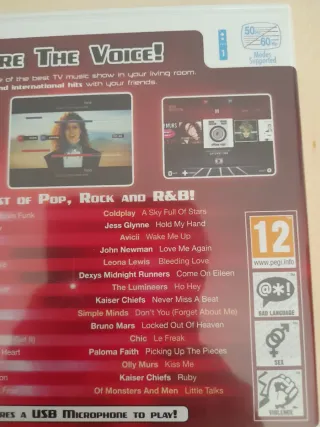 RE THE VOICE!
e of the best TV music show in your living room.
nd international hits with your friends.
1
50
60
Modes
Supported
ST OF POP, ROCK AND R&B!
Funk
Heart
Coldplay A Sky Full Of Stars
Jess Glynne Hold My Hand
Avicii Wake Me Up
John Newman Love Me Again
Leona Lewis Bleeding Love
Dexys Midnight Runners Come On Eileen
The Lumineers Ho Hey
Kaiser Chiefs Never Miss A Beat
Simple Minds Don't You (Forget About Me)
Bruno Mars Locked Out Of Heaven
Chic Le Freak
Paloma Faith Picking Up The Pieces
Olly Murs Kiss Me
Kaiser Chiefs Ruby
Of Monsters And Men Little Talks
RES A USB MICROPHONE TO PLAY!
12
www.pegi.info
@*!
BAD LANGUAGE
SEX
VIOLENCE